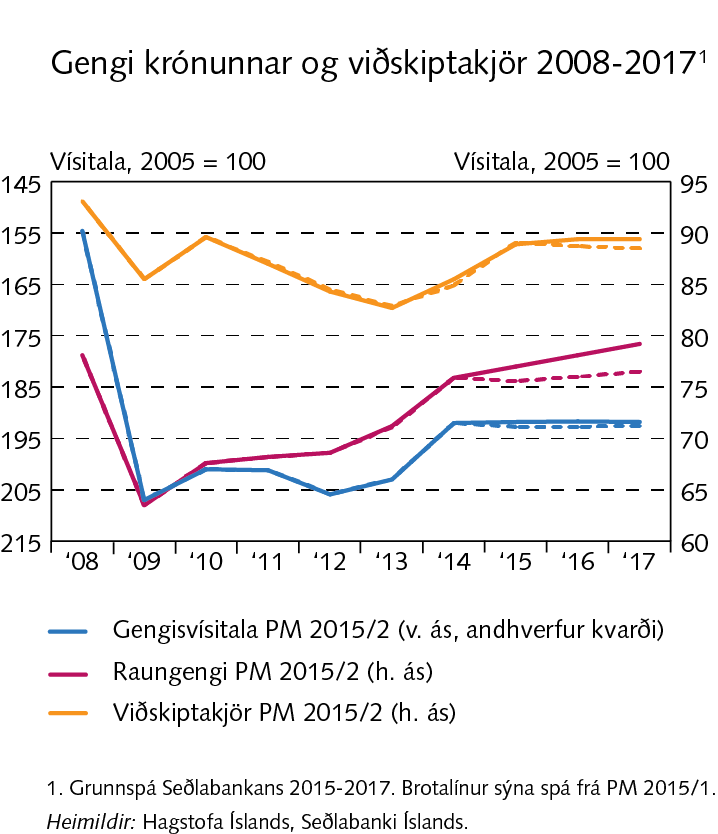 Gengi krónunnar og viðskiptakjör 2008-2017¹
Vísitala, 2005 = 100 Vísitala, 2005 = 100
145 95
155 90
165 85
175 80
185 75
195 70
205 65
215 60
‘08 ‘09 ‘10 ‘11 ‘12 ‘13 ‘14 ‘15 ‘16 ‘17
Gengisvísitala PM 2015/2 (v. ás, andhverfur kvarði)
Raungengi PM 2015/2 (h. ás)
Viðskiptakjör PM 2015/2 (h. ás)
1. Grunnspá Seðlabankans 2015-2017. Brotalínur sýna spá frá PM 2015/1.
Heimildir: Hagstofa Íslands, Seðlabanki Íslands.